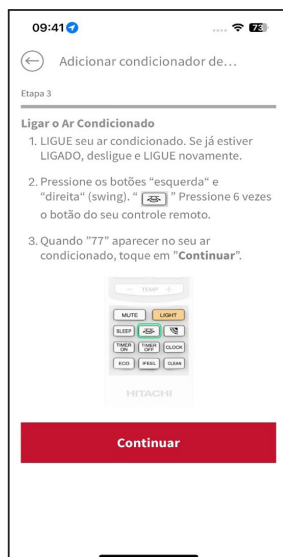 09:41
73
Adicionar condicionador de...
Etapa 3
Ligar o Ar Condicionado
1. LIGUE seu ar condicionado. Se já estiver
LIGADO, desligue e LIGUE novamente.
2. Pressione os botões “esquerda“ e
“direita“ (swing). “ ” Pressione 6 vezes
o botão do seu controle remoto.
3. Quando ”77” aparecer no seu ar
condicionado, toque em ”Continuar”.
− TEMP +
MUTE LIGHT
SLEEP
TIMER ON TIMER OFF CLOCK
ECO IFEEL CLEAN
HITACHI
Continuar